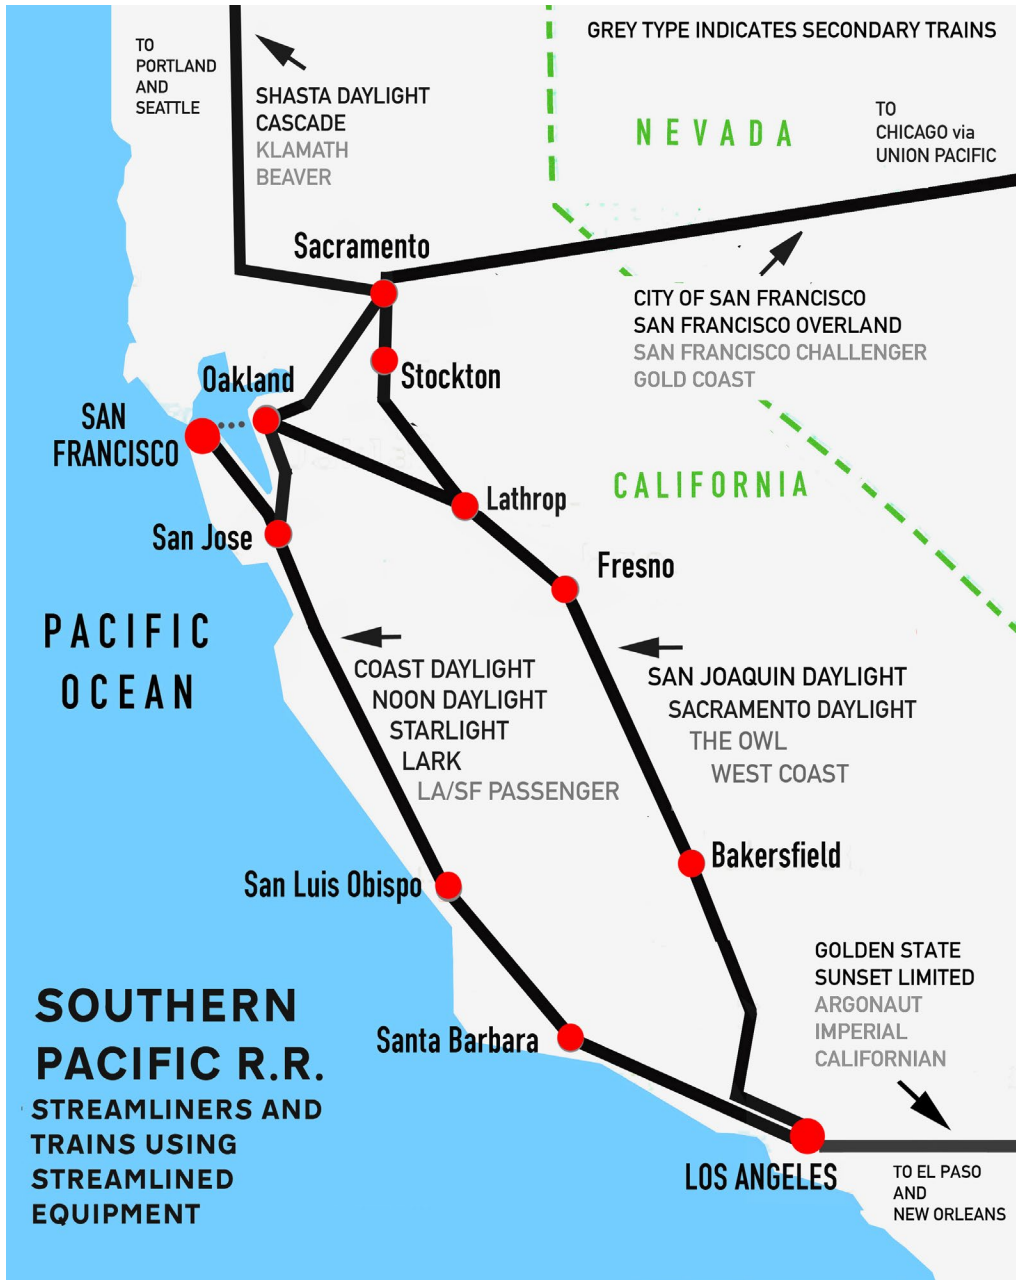 GREY TYPE INDICATES SECONDARY TRAINS
TO
PORTLAND
AND
SEATTLE
SHASTA DAYLIGHT
CASCADE
KLAMATH
BEAVER
NEVADA
TO
CHICAGO via
UNION PACIFIC
Sacramento
CITY OF SAN FRANCISCO
SAN FRANCISCO OVERLAND
SAN FRANCISCO CHALLENGER
GOLD COAST
Oakland
Stockton
SAN
FRANCISCO
Lathrop
CALIFORNIA
San Jose
Fresno
PACIFIC
OCEAN
COAST DAYLIGHT
NOON DAYLIGHT
STARLIGHT
LARK
LA/SF PASSENGER
SAN JOAQUIN DAYLIGHT
SACRAMENTO DAYLIGHT
THE OWL
WEST COAST
Bakersfield
San Luis Obispo
GOLDEN STATE
SUNSET LIMITED
ARGONAUT
IMPERIAL
CALIFORNIAN
Santa Barbara
SOUTHERN
PACIFIC R.R.
STREAMLINERS AND
TRAINS USING
STREAMLINED
EQUIPMENT
LOS ANGELES
TO EL PASO
AND
NEW ORLEANS